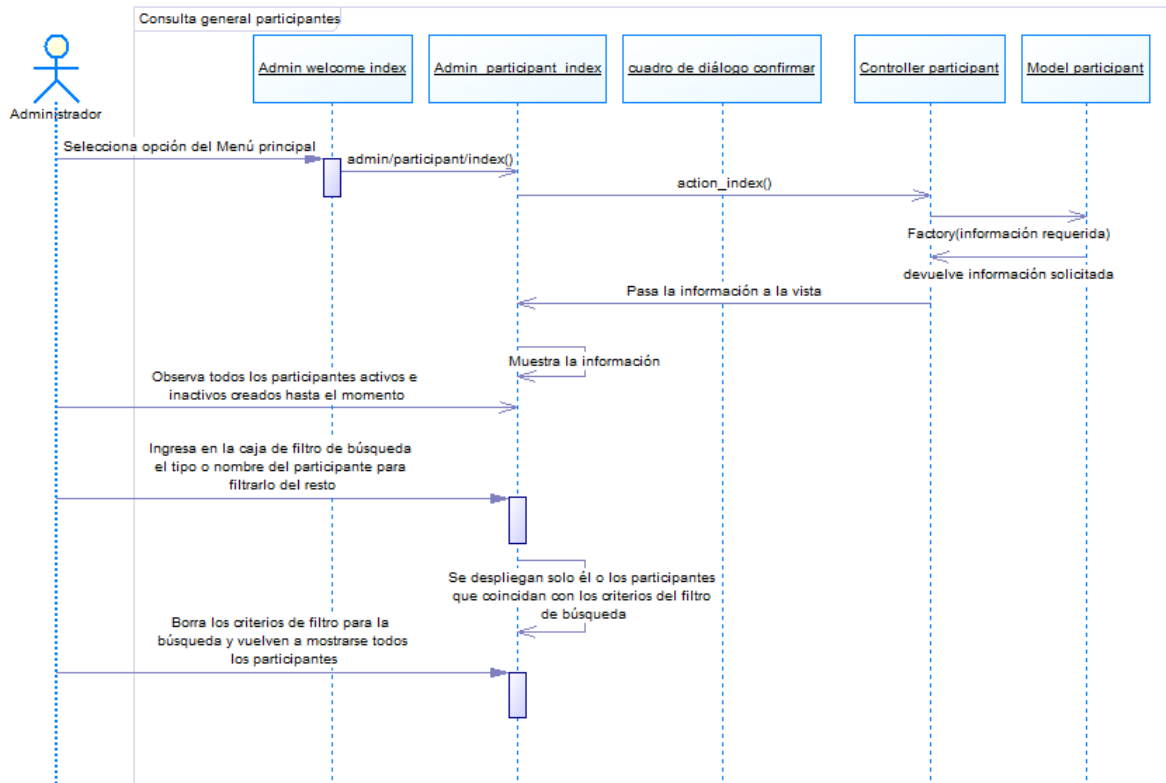 Consulta general participantes
Admin welcome index
Admin_participant_index
cuadro de diálogo confirmar
Controller participant
Model participant
Administrador
Selecciona opción del Menú principal
admin/participant/index()
action_index()
Factory(información requerida)
devuelve información solicitada
Pasa la información a la vista
Muestra la información
Observa todos los participantes activos e
inactivos creados hasta el momento
Ingresa en la caja de filtro de búsqueda
el tipo o nombre del participante para
filtrarlo del resto
Se despliegan solo él o los participantes
que coincidan con los criterios del filtro
de búsqueda
Borra los criterios de filtro para la
búsqueda y vuelven a mostrarse todos
los participantes